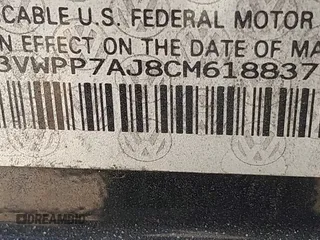 CABLE U.S. FEDERAL MOTOR
N EFFECT ON THE DATE OF MA
3VWPP7AJ8CM618837
DREAMBID